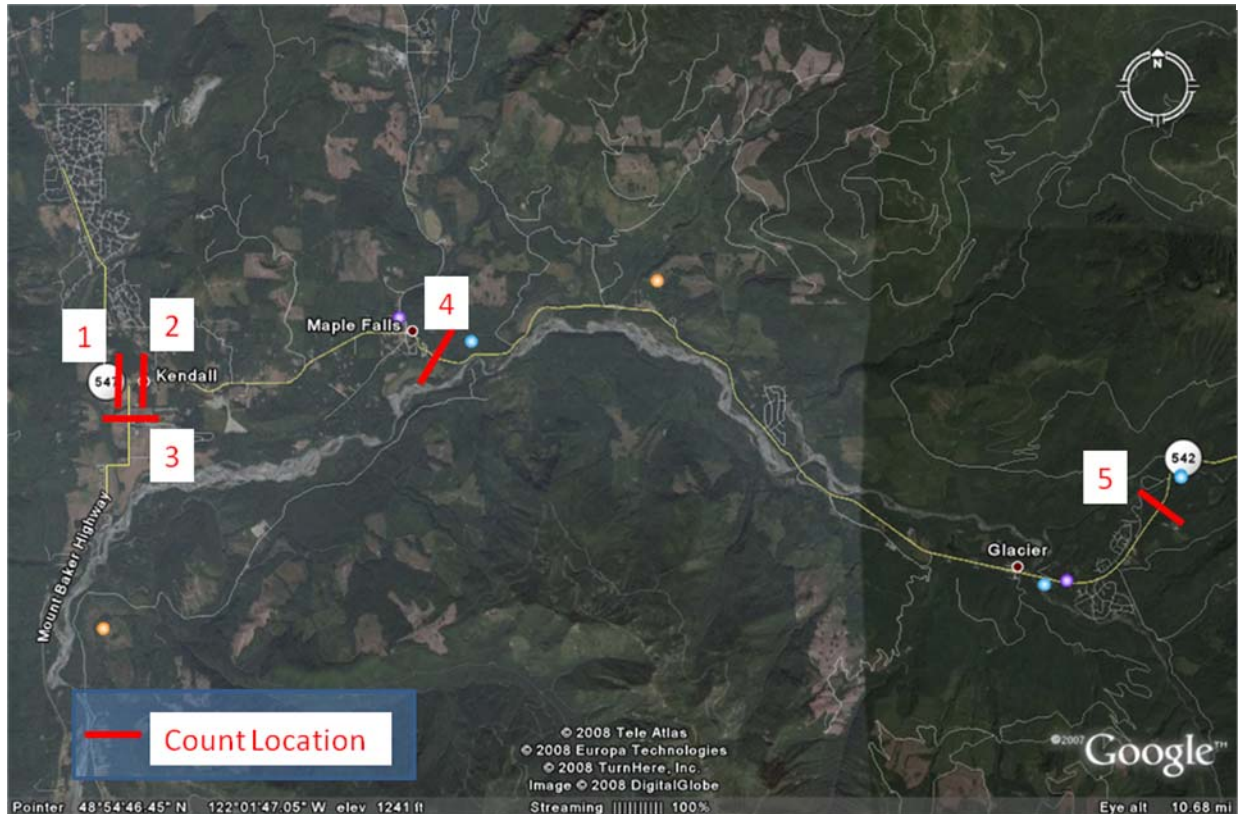 N
4
Maple Falls
1
2
547
Kendall
3
Mount Baker Highway
542
5
Glacier
Count Location
© 2008 Tele Atlas
© 2008 Europa Technologies
© 2008 TurnHere, Inc.
Image © 2008 DigitalGlobe
©2007 Google™
Pointer 48°54'46.45" N 122°01'47.05" W elev 1241 ft Streaming |||||||||| 100% Eye alt 10.68 mi